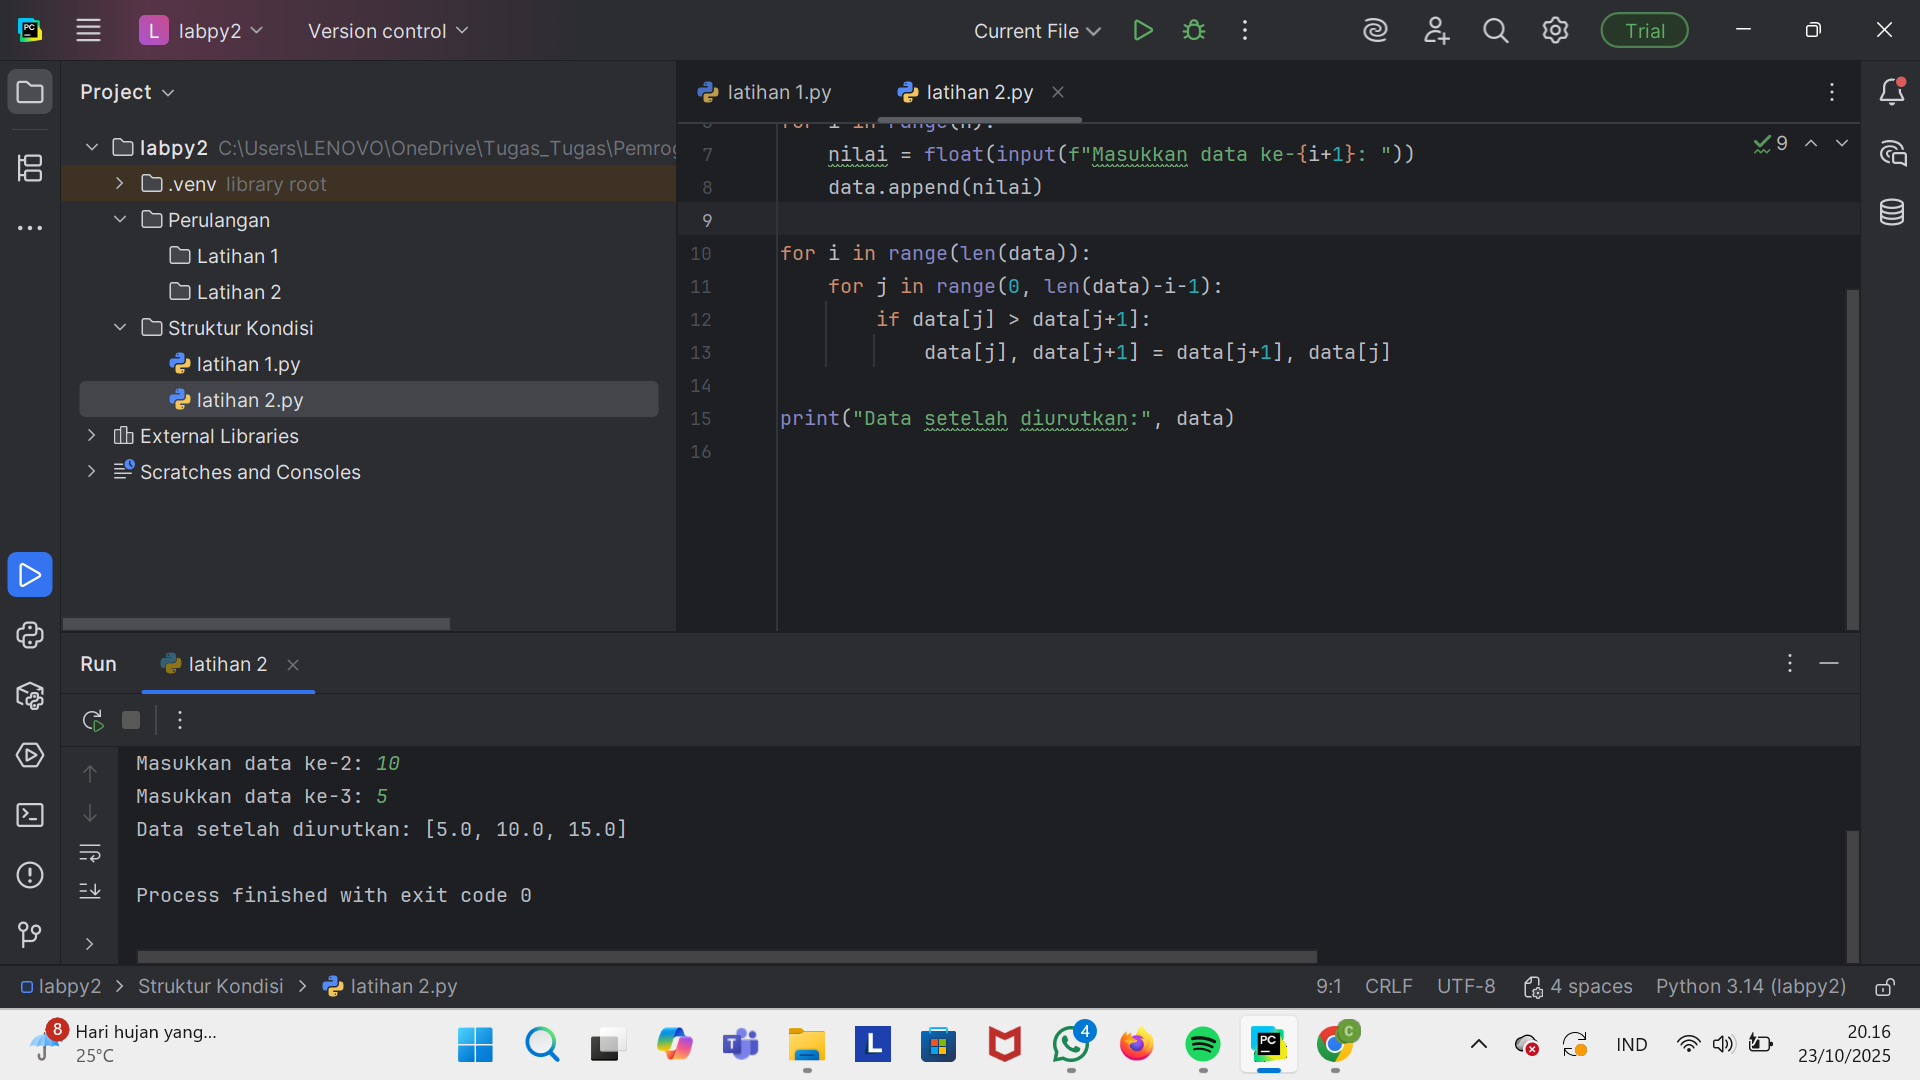 PC
L labpy2
Version control
Current File
Trial
Project
latihan 1.py
latihan 2.py
labpy2 C:\Users\LENOVO\OneDrive\Tugas_Tugas\Pemrog
.venv library root
Perulangan
Latihan 1
Latihan 2
Struktur Kondisi
latihan 1.py
latihan 2.py
External Libraries
Scratches and Consoles
9
for i in range(n):
7 nilai = float(input(f"Masukkan data ke-{i+1}: "))
8 data.append(nilai)
9
10 for i in range(len(data)):
11 for j in range(0, len(data)-i-1):
12 if data[j] > data[j+1]:
13 data[j], data[j+1] = data[j+1], data[j]
14
15 print("Data setelah diurutkan:", data)
16
Run
latihan 2
Masukkan data ke-2: 10
Masukkan data ke-3: 5
Data setelah diurutkan: [5.0, 10.0, 15.0]
Process finished with exit code 0
labpy2 > Struktur Kondisi > latihan 2.py
9:1 CRLF UTF-8 4 spaces Python 3.14 (labpy2)
8
Hari hujan yang...
25°C
L
4
PC
C
IND
20.16
23/10/2025